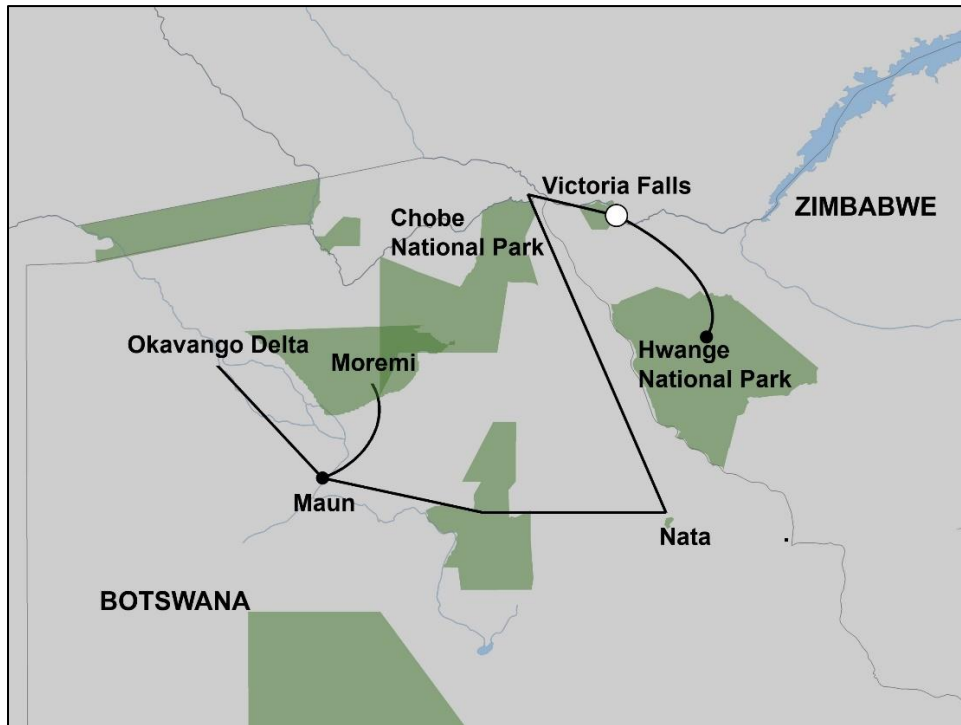 Victoria Falls
ZIMBABWE
Chobe
National Park
Okavango Delta
Moremi
Hwange
National Park
Maun
Nata
BOTSWANA